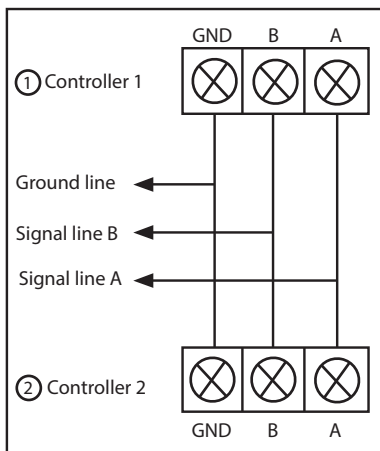 GND B A
① Controller 1
Ground line
Signal line B
Signal line A
② Controller 2
GND B A